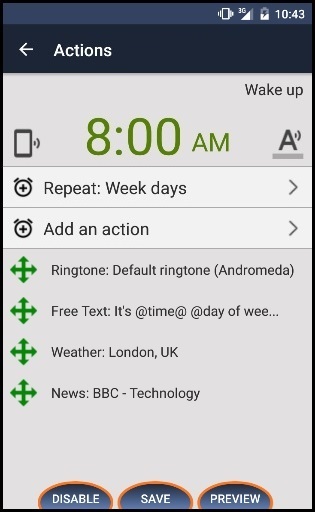 3G 10:43
Actions
Wake up
8:00 AM
A
Repeat: Week days
Add an action
Ringtone: Default ringtone (Andromeda)
Free Text: It's @time@ @day of wee...
Weather: London, UK
News: BBC - Technology
DISABLE SAVE PREVIEW